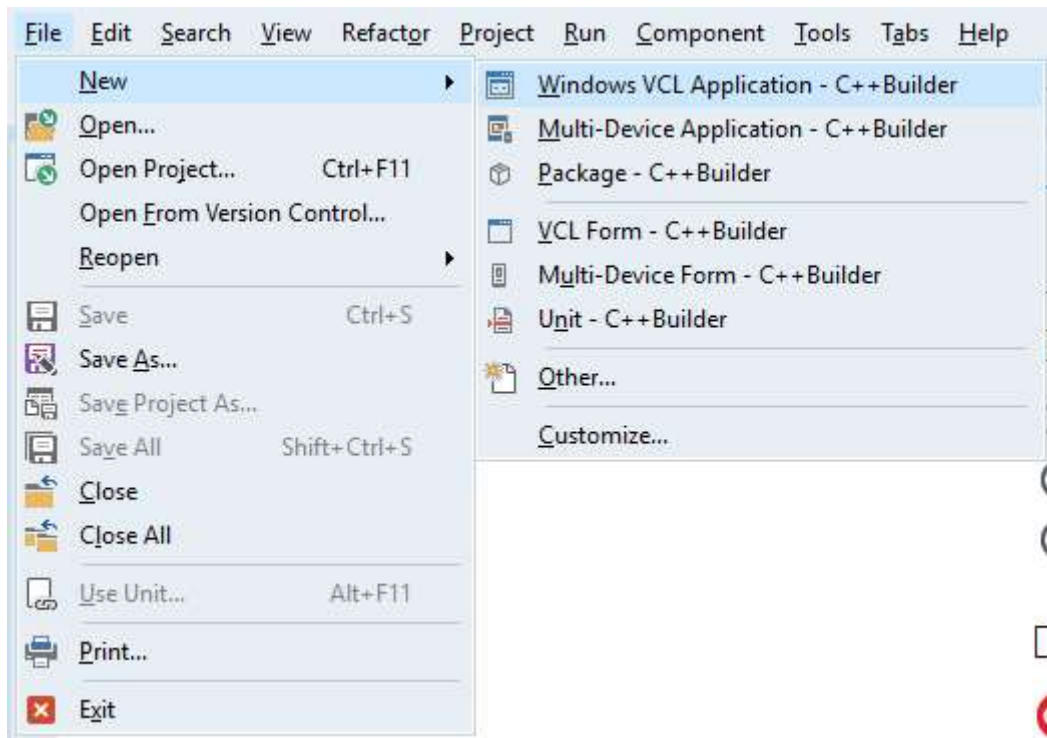 File Edit Search View Refactor Project Run Component Tools Tabs Help
New
Open...
Open Project... Ctrl+F11
Open From Version Control...
Reopen
Save Ctrl+S
Save As...
Save Project As...
Save All Shift+Ctrl+S
Close
Close All
Use Unit... Alt+F11
Print...
Exit
Windows VCL Application - C++Builder
Multi-Device Application - C++Builder
Package - C++Builder
VCL Form - C++Builder
Multi-Device Form - C++Builder
Unit - C++Builder
Other...
Customize...